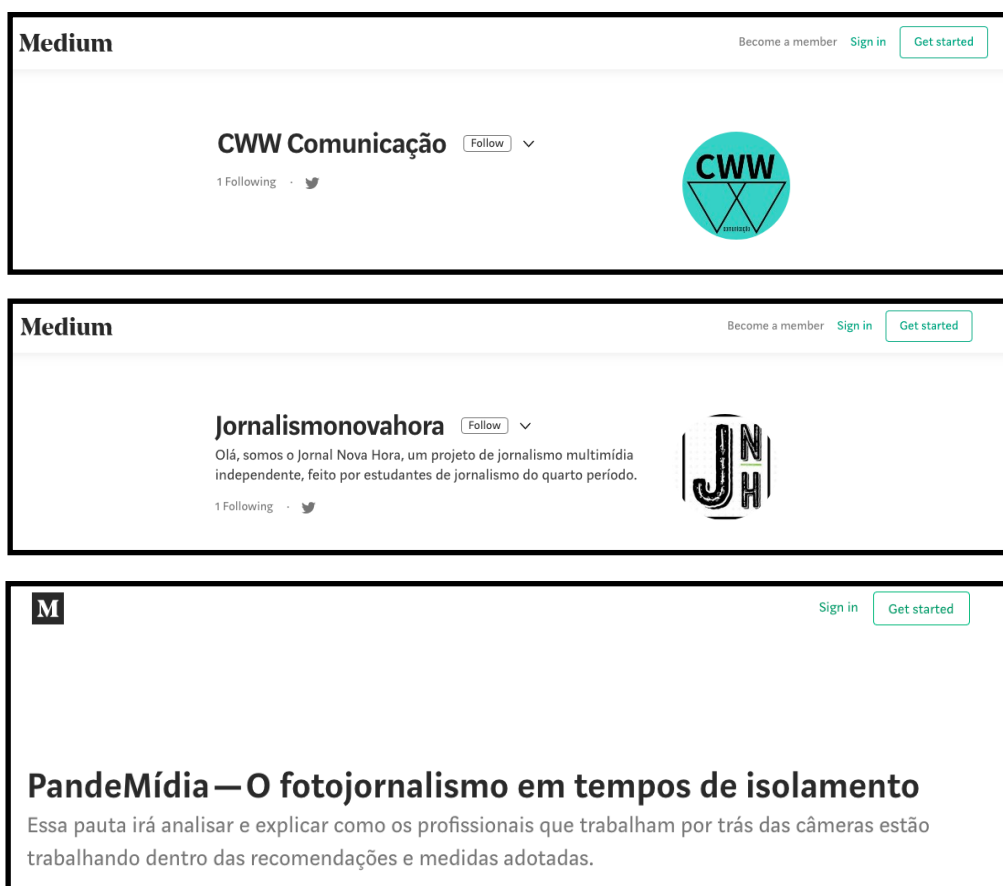 Medium
Become a member Sign in Get started
CWW Comunicação Follow
1 Following ·
CWW
comunicação
Medium
Become a member Sign in Get started
Jornalismonovahora Follow
Olá, somos o Jornal Nova Hora, um projeto de jornalismo multimídia
independente, feito por estudantes de jornalismo do quarto período.
1 Following ·
JNH
M
Sign in Get started
PandeMídia — O fotojornalismo em tempos de isolamento
Essa pauta irá analisar e explicar como os profissionais que trabalham por trás das câmeras estão
trabalhando dentro das recomendações e medidas adotadas.